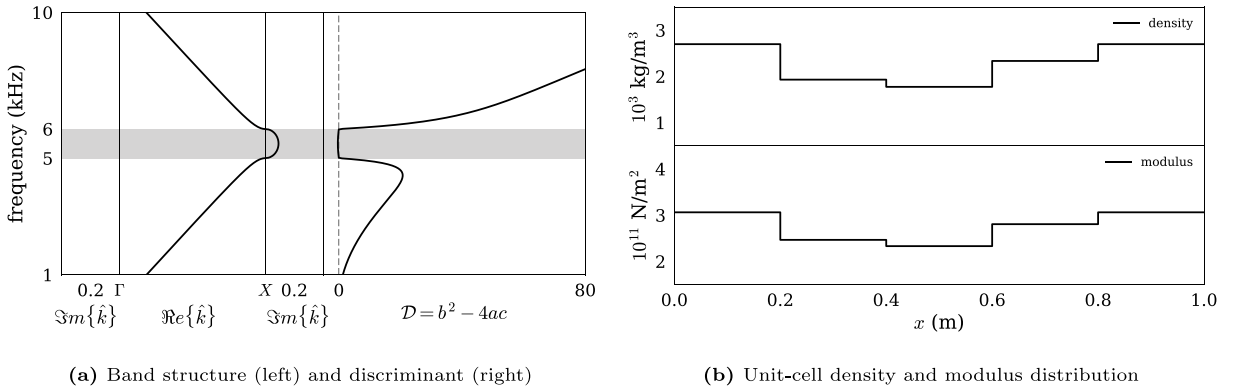 10
6
5
1
frequency (kHz)
0.2 Γ X 0.2 0 80
ℑm{k̂} ℜe{k̂} ℑm{k̂} 𝒟 = b² − 4ac
(a) Band structure (left) and discriminant (right)
3
2
1
10³ kg/m³
density
4
3
2
10¹¹ N/m²
modulus
0.0 0.2 0.4 0.6 0.8 1.0
x (m)
(b) Unit-cell density and modulus distribution